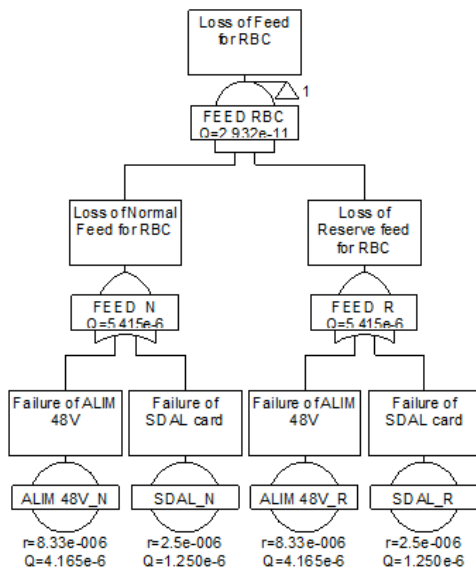 Loss of Feed
for RBC
1
FEED RBC
Q=2.932e-11
Loss of Normal
Feed for RBC
Loss of
Reserve feed
for RBC
FEED N
Q=5.415e-6
FEED R
Q=5.415e-6
Failure of ALIM
48V
Failure of
SDAL card
Failure of ALIM
48V
Failure of
SDAL card
ALIM 48V_N
SDAL_N
ALIM 48V_R
SDAL_R
r=8.33e-006
Q=4.165e-6
r=2.5e-006
Q=1.250e-6
r=8.33e-006
Q=4.165e-6
r=2.5e-006
Q=1.250e-6